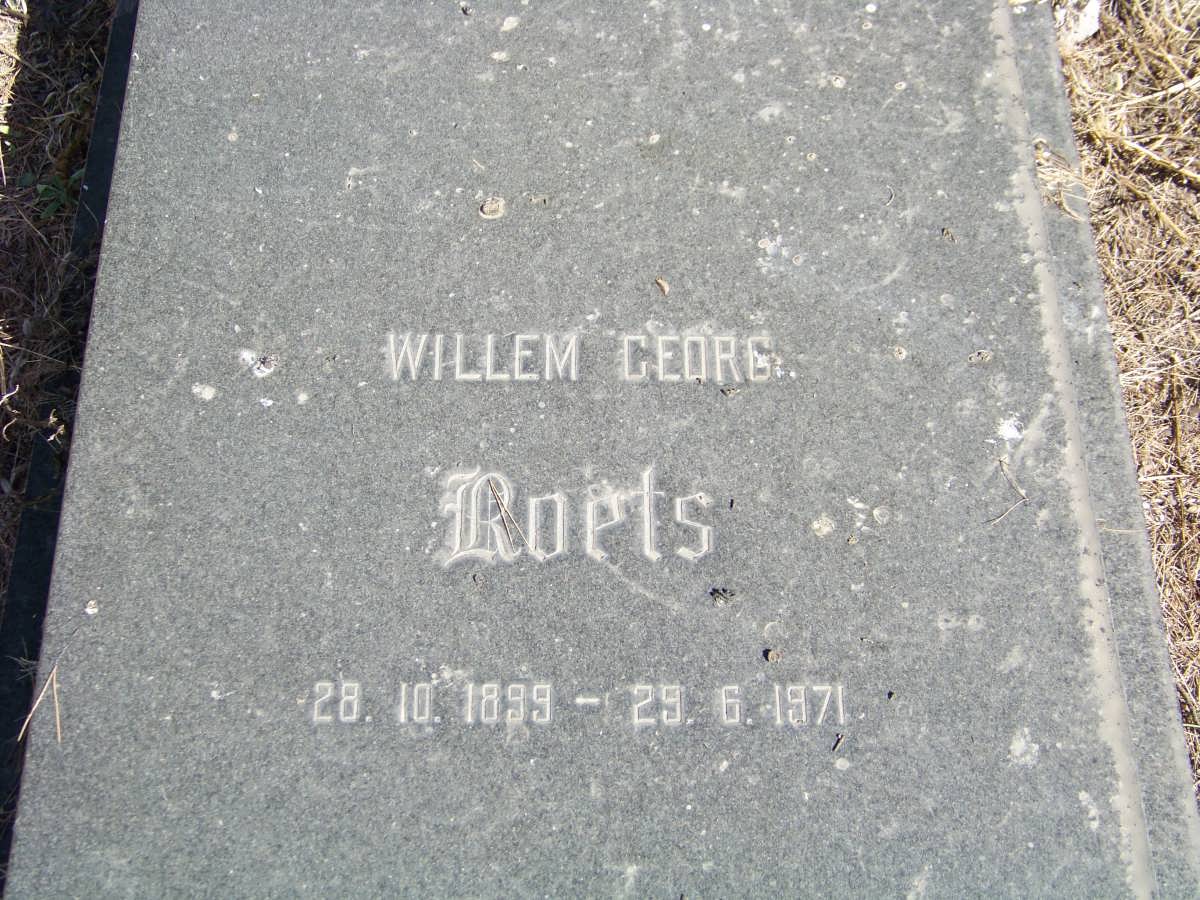 WILLEM GEORG
Roets
28. 10. 1899 – 29. 6. 1971